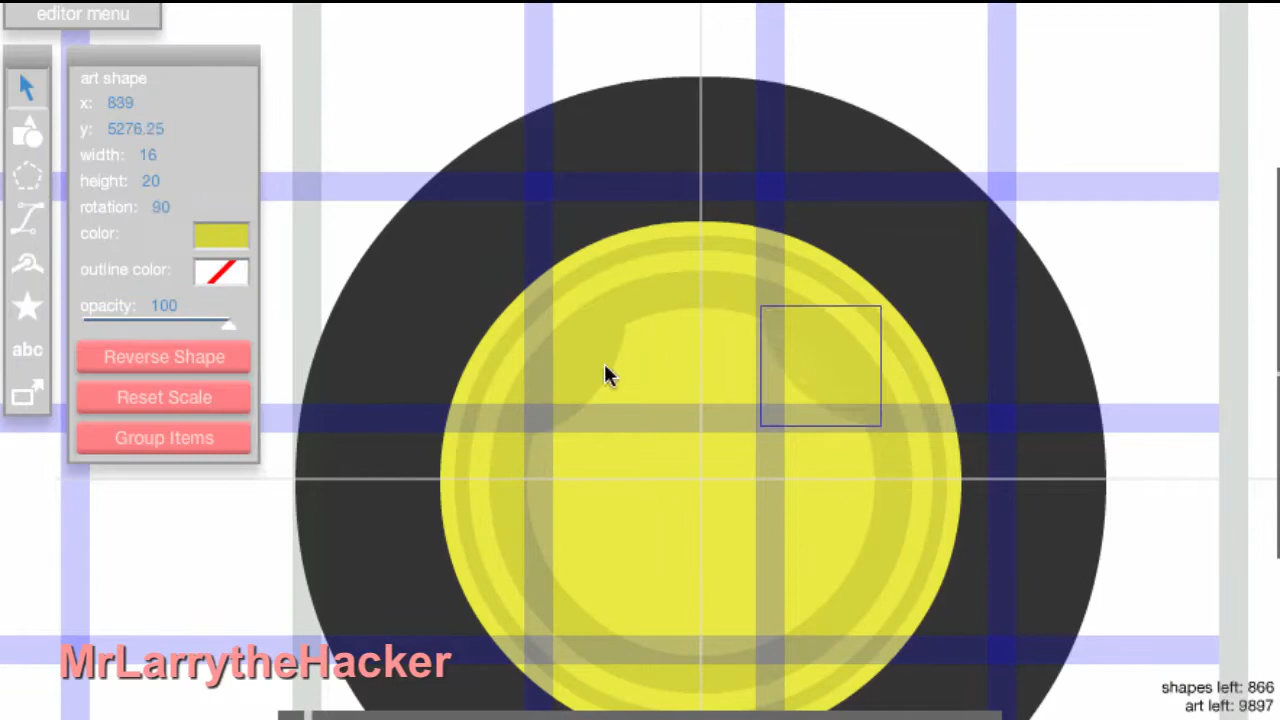 editor menu
art shape
x: 839
y: 5276.25
width: 16
height: 20
rotation: 90
color:
outline color:
opacity: 100
Reverse Shape
Reset Scale
Group Items
abc
MrLarrytheHacker
shapes left: 866
art left: 9897